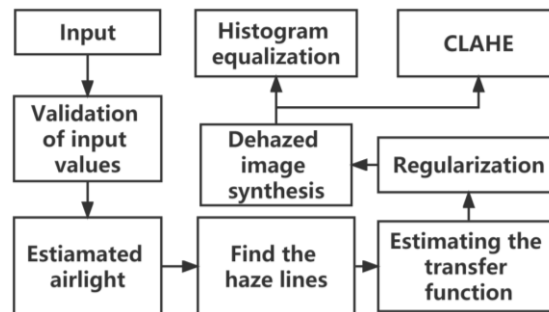 Input
Validation
of input
values
Estiamated
airlight
Find the
haze lines
Estimating the
transfer
function
Regularization
Dehazed
image
synthesis
Histogram
equalization
CLAHE